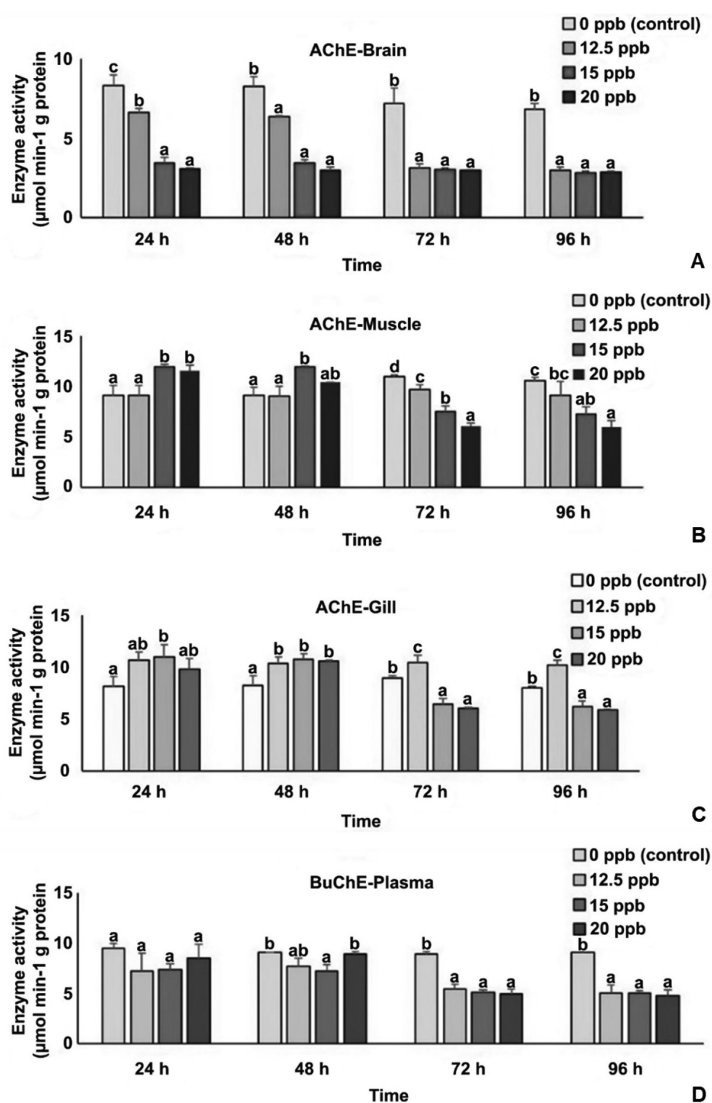 AChE-Brain
0 ppb (control)
12.5 ppb
15 ppb
20 ppb
Enzyme activity
(µmol min-1 g protein
10
5
0
c b a a
b a a a
b a a a
b a a a
24 h 48 h 72 h 96 h
Time
A
AChE-Muscle
0 ppb (control)
12.5 ppb
15 ppb
20 ppb
Enzyme activity
(µmol min-1 g protein
15
10
5
0
a a b b
a a b ab
d c b a
c bc ab a
24 h 48 h 72 h 96 h
Time
B
AChE-Gill
0 ppb (control)
12.5 ppb
15 ppb
20 ppb
Enzyme activity
(µmol min-1 g protein
15
10
5
0
a ab b ab
a b b b
b c a a
b c a a
24 h 48 h 72 h 96 h
Time
C
BuChE-Plasma
0 ppb (control)
12.5 ppb
15 ppb
20 ppb
Enzyme activity
(µmol min-1 g protein
15
10
5
0
a a a a
b ab a b
b a a a
b a a a
24 h 48 h 72 h 96 h
Time
D